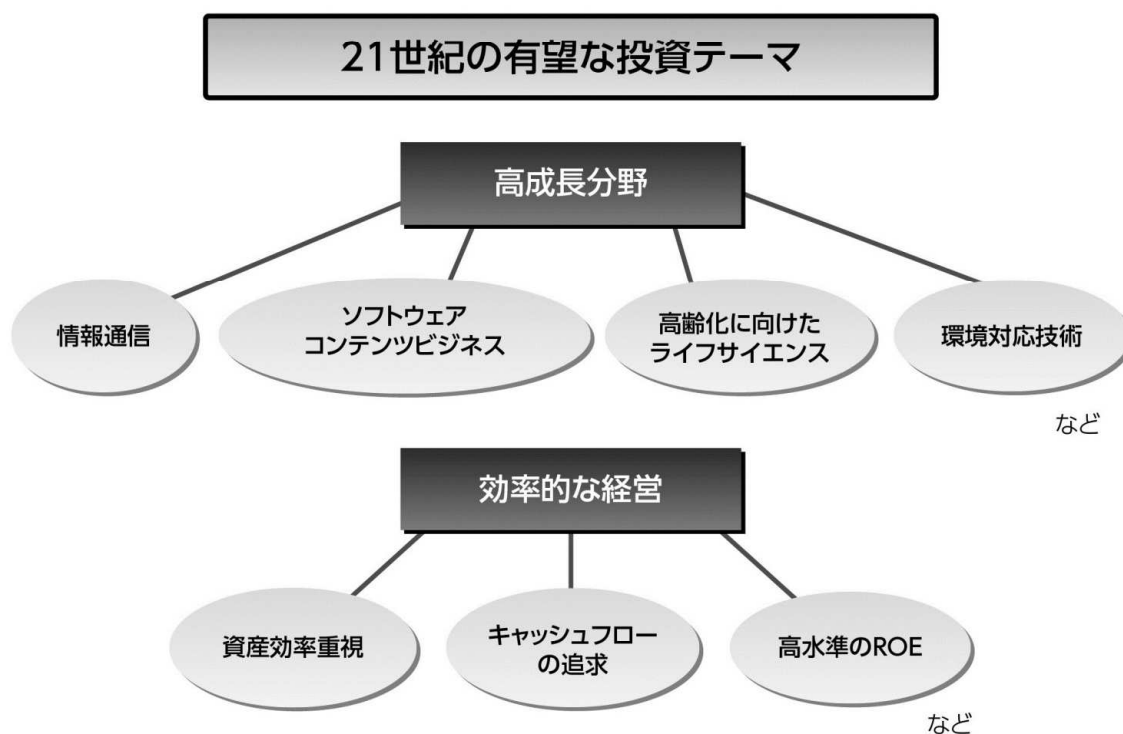 21世紀の有望な投資テーマ
高成長分野
情報通信
ソフトウェア
コンテンツビジネス
高齢化に向けた
ライフサイエンス
環境対応技術
など
効率的な経営
資産効率重視
キャッシュフロー
の追求
高水準のROE
など